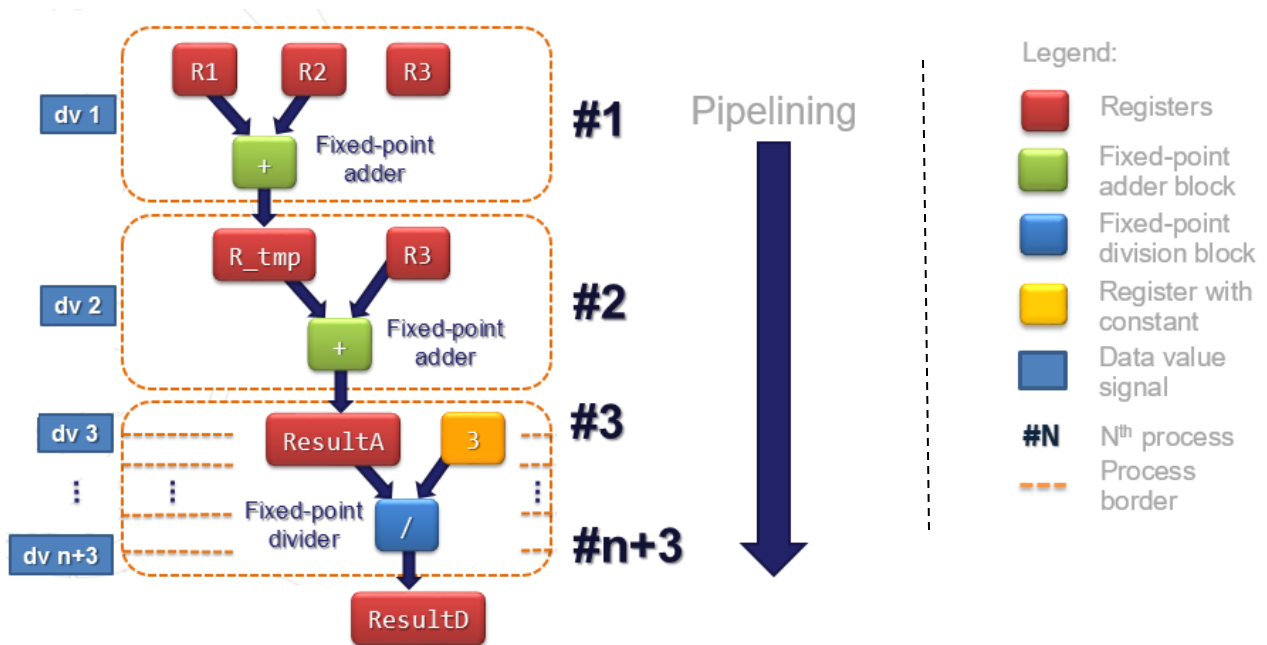 R1
R2
R3
dv 1
Fixed-point
adder
+
#1
R_tmp
R3
dv 2
+
Fixed-point
adder
#2
dv 3
ResultA
3
#3
Fixed-point
divider
/
dv n+3
#n+3
ResultD
Pipelining
Legend:
Registers
Fixed-point
adder block
Fixed-point
division block
Register with
constant
Data value
signal
#N
Nth process
Process
border